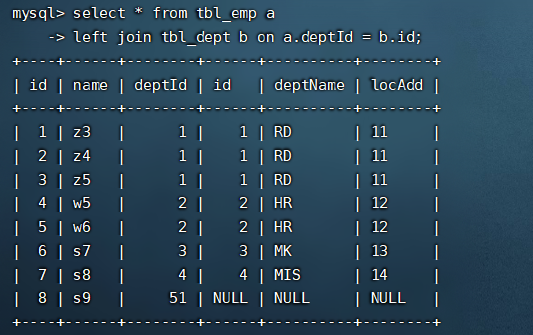 mysql> select * from tbl_emp a
    -> left join tbl_dept b on a.deptId = b.id;
+----+------+--------+------+----------+--------+
| id | name | deptId | id   | deptName | locAdd |
+----+------+--------+------+----------+--------+
|  1 | z3   |      1 |    1 | RD       | 11     |
|  2 | z4   |      1 |    1 | RD       | 11     |
|  3 | z5   |      1 |    1 | RD       | 11     |
|  4 | w5   |      2 |    2 | HR       | 12     |
|  5 | w6   |      2 |    2 | HR       | 12     |
|  6 | s7   |      3 |    3 | MK       | 13     |
|  7 | s8   |      4 |    4 | MIS      | 14     |
|  8 | s9   |     51 | NULL | NULL     | NULL   |
+----+------+--------+------+----------+--------+